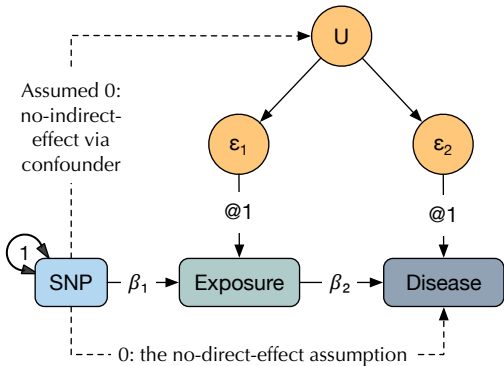 U
Assumed 0:
no-indirect-
effect via
confounder
ε1
ε2
@1
@1
1
SNP
β1
Exposure
β2
Disease
0: the no-direct-effect assumption